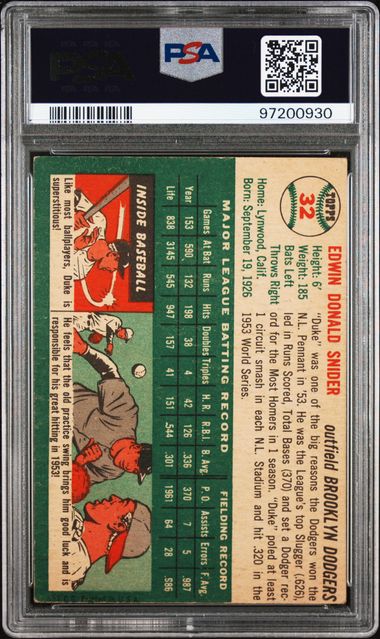 PSA
PSA
97200930
TOPPS
32
EDWIN DONALD SNIDER
outfield BROOKLYN DODGERS
Height: 6'
Weight: 185
Bats Left
Throws Right
Home: Lynwood, Calif.
Born: September 19, 1926
"Duke" was one of the big reasons the Dodgers won the
N.L. Pennant in '53. He was the League's top Slugger (.626),
led in Runs Scored, Total Bases (370) and set a Dodger rec-
ord for the Most Homers in 1 season. "Duke" poled at least
1 circuit smash in each N.L. Stadium and hit .320 in the
1953 World Series.
MAJOR LEAGUE BATTING RECORD FIELDING RECORD
Games At Bat Runs Hits Doubles Triples H. R. R.B.I. B. Avg. P. O. Assists Errors F. Avg.
Year 153 590 132 198 38 4 42 126 .336 370 7 5 .987
Life 838 3145 545 947 157 41 151 544 .301 1961 64 28 .986
INSIDE BASEBALL
Like most ballplayers, Duke is
superstitious!
He feels that the old practice swing brings him good luck and is
responsible for his great hitting in 1953!